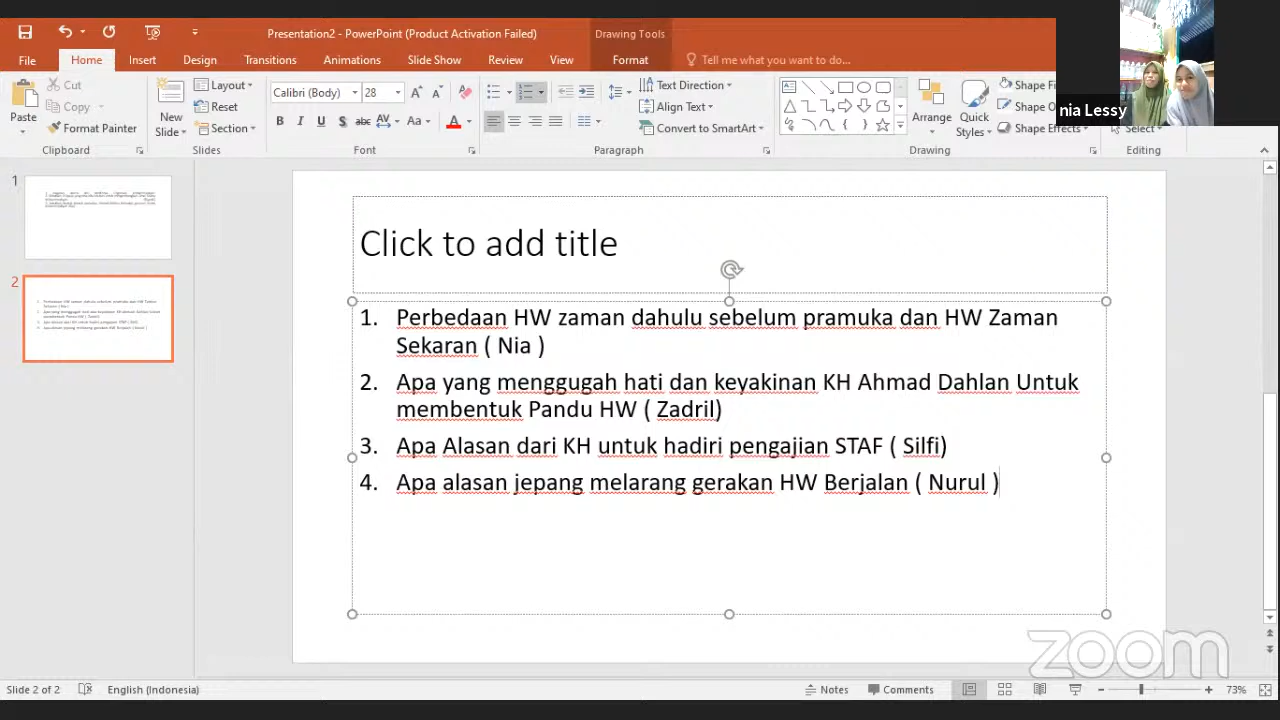 Presentation2 - PowerPoint (Product Activation Failed)
Drawing Tools
File
Home
Insert
Design
Transitions
Animations
Slide Show
Review
View
Format
Tell me what you want to do...
nia Lessy
Paste
Cut
Copy
Format Painter
Clipboard
New
Slide
Layout
Reset
Section
Slides
Calibri (Body)
28
Font
Text Direction
Align Text
Convert to SmartArt
Paragraph
Arrange
Quick
Styles
Shape Fi
Shape O
Shape Effects
Drawing
Select
Editing
1
2
Click to add title
1. Perbedaan HW zaman dahulu sebelum pramuka dan HW Zaman
Sekaran ( Nia )
2. Apa yang menggugah hati dan keyakinan KH Ahmad Dahlan Untuk
membentuk Pandu HW ( Zadril)
3. Apa Alasan dari KH untuk hadiri pengajian STAF ( Silfi)
4. Apa alasan jepang melarang gerakan HW Berjalan ( Nurul )
zoom
Slide 2 of 2
English (Indonesia)
Notes
Comments
73%